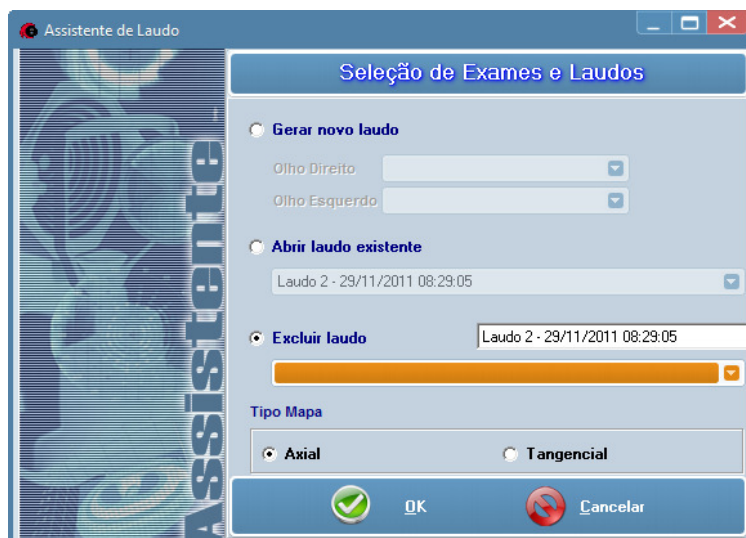 Assistente de Laudo
Assistente
Seleção de Exames e Laudos
Gerar novo laudo
Olho Direito
Olho Esquerdo
Abrir laudo existente
Laudo 2 - 29/11/2011 08:29:05
Excluir laudo
Laudo 2 - 29/11/2011 08:29:05
Tipo Mapa
Axial Tangencial
OK Cancelar